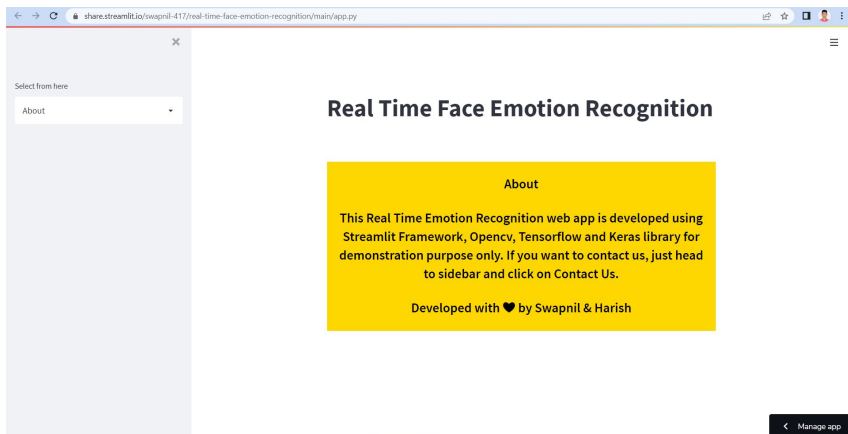 share.streamlit.io/swapnil-417/real-time-face-emotion-recognition/main/app.py
Select from here
About
Real Time Face Emotion Recognition
About
This Real Time Emotion Recognition web app is developed using
Streamlit Framework, Opencv, Tensorflow and Keras library for
demonstration purpose only. If you want to contact us, just head
to sidebar and click on Contact Us.
Developed with ❤ by Swapnil & Harish
Manage app